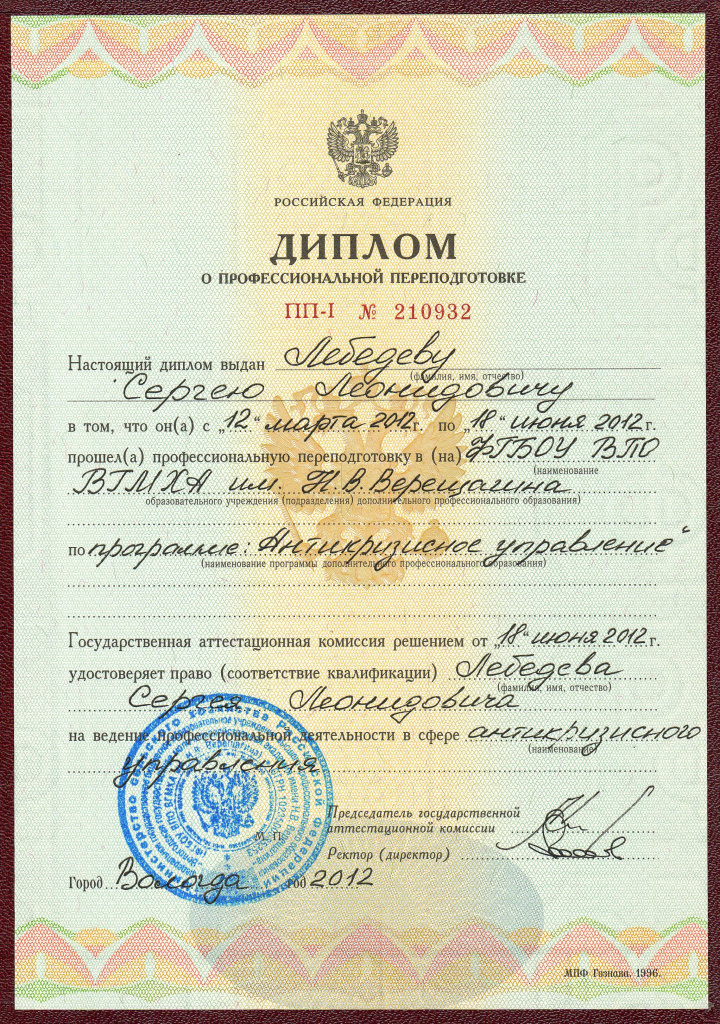 РОССИЙСКАЯ ФЕДЕРАЦИЯ
ДИПЛОМ
О ПРОФЕССИОНАЛЬНОЙ ПЕРЕПОДГОТОВКЕ
ПП-I № 210932
Настоящий диплом выдан Лебедеву
(фамилия, имя, отчество)
Сергею Леонидовичу
в том, что он(а) с „12“ марта 2012г. по „18“ июня 2012г.
прошел(а) профессиональную переподготовку в (на) ФГБОУ ВПО
(наименование
ВГМХА им. Н.В. Верещагина
образовательного учреждения (подразделения) дополнительного профессионального образования)
по программе: Антикризисное управление"
(наименование программы дополнительного профессионального образования)
Государственная аттестационная комиссия решением от „18“ июня 2012 г.
удостоверяет право (соответствие квалификации) Лебедева
(фамилия, имя, отчество)
Сергея Леонидовича
на ведение профессиональной деятельности в сфере антикризисного
(наименование)
управления
Председатель государственной
аттестационной комиссии
М. П.
Ректор (директор)
Город Вологда год 2012
МПФ Гознака. 1996.